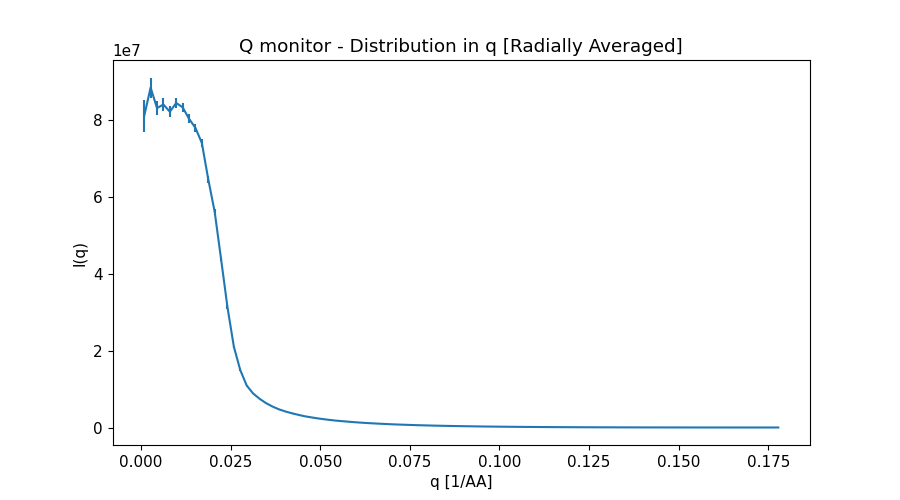 Q monitor - Distribution in q [Radially Averaged]
1e7
8
6
4
2
0
I(q)
0.000 0.025 0.050 0.075 0.100 0.125 0.150 0.175
q [1/AA]